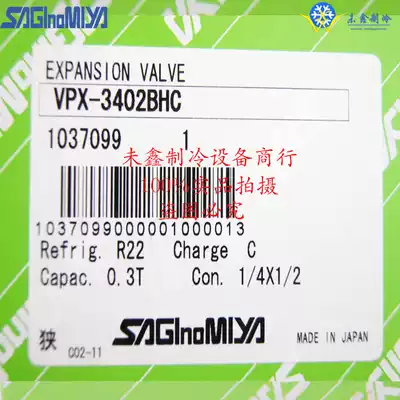 SAGInoMIYA
未鑫制冷
EXPANSION VALVE
VPX-3402BHC
1037099 1
未鑫制冷设备商行
100%实品拍摄
盗图必究
1037099000001000013
Refrig. R22 Charge C
Capac. 0.3T Con. 1/4X1/2
狭
CO2-11
SAGInoMIYA
MADE IN JAPAN